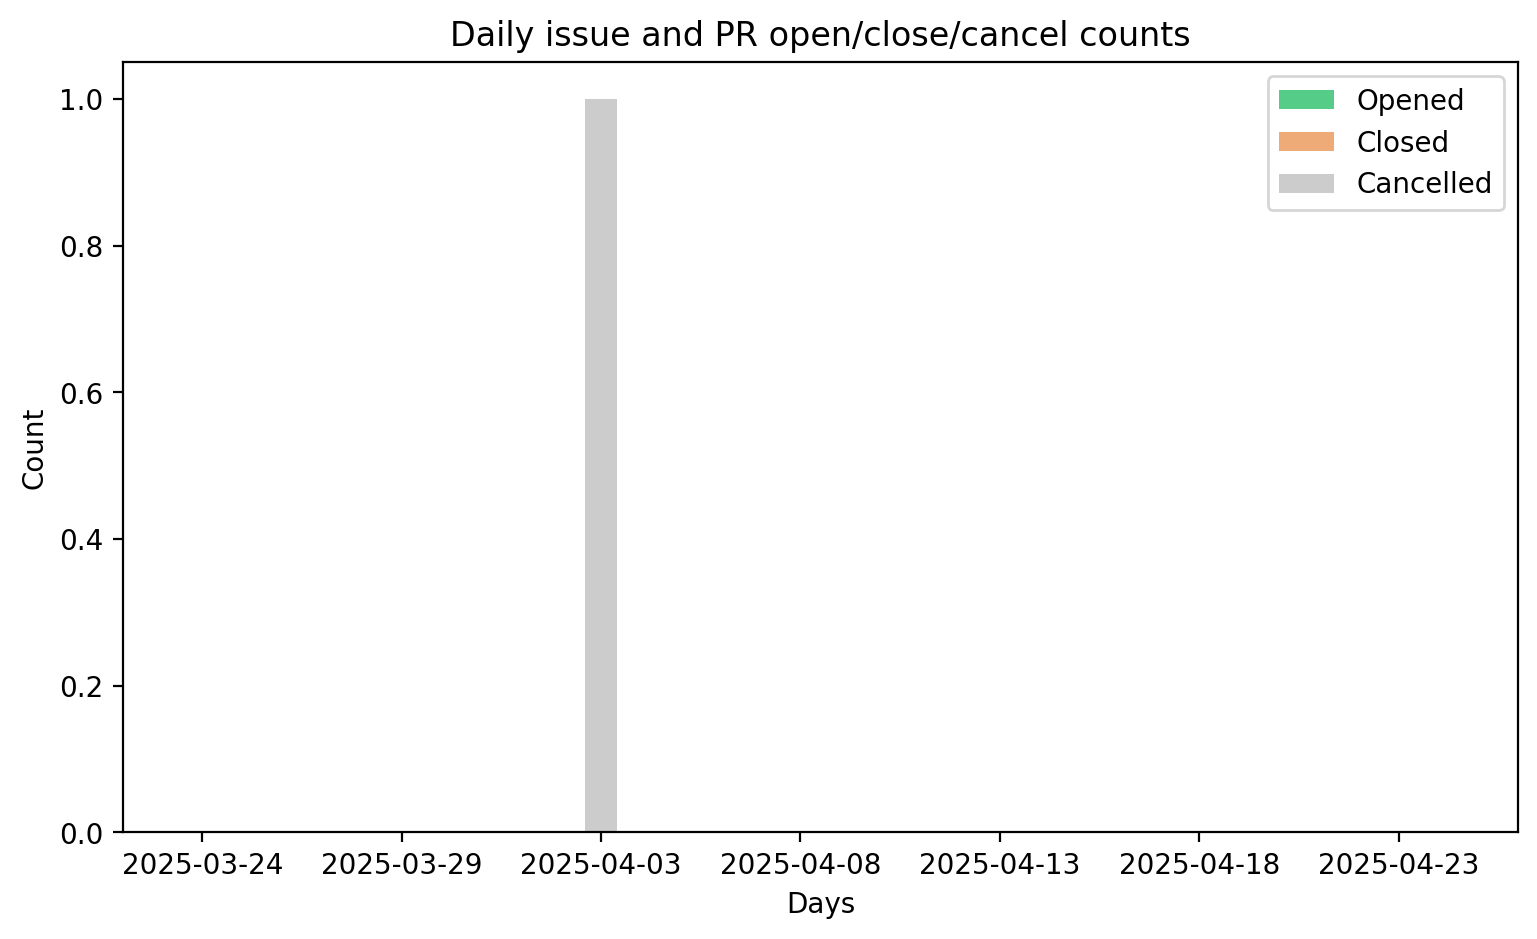 Daily issue and PR open/close/cancel counts
Opened
Closed
Cancelled
1.0
0.8
0.6
0.4
0.2
0.0
Count
2025-03-24 2025-03-29 2025-04-03 2025-04-08 2025-04-13 2025-04-18 2025-04-23
Days